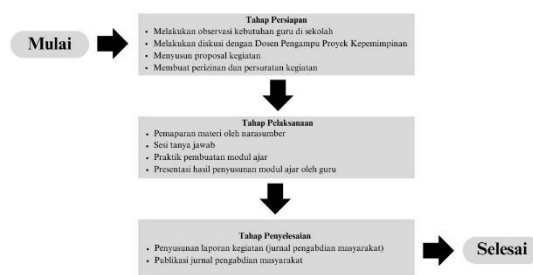 Mulai
Tahap Persiapan
• Melakukan observasi kebutuhan guru di sekolah
• Melakukan diskusi dengan Dosen Pengampu Proyek Kepemimpinan
• Menyusun proposal kegiatan
• Membuat perizinan dan persuratan kegiatan
Tahap Pelaksanaan
• Pemaparan materi oleh narasumber
• Sesi tanya jawab
• Praktik pembuatan modul ajar
• Presentasi hasil penyusunan modul ajar oleh guru
Tahap Penyelesaian
• Penyusunan laporan kegiatan (jurnal pengabdian masyarakat)
• Publikasi jurnal pengabdian masyarakat
Selesai